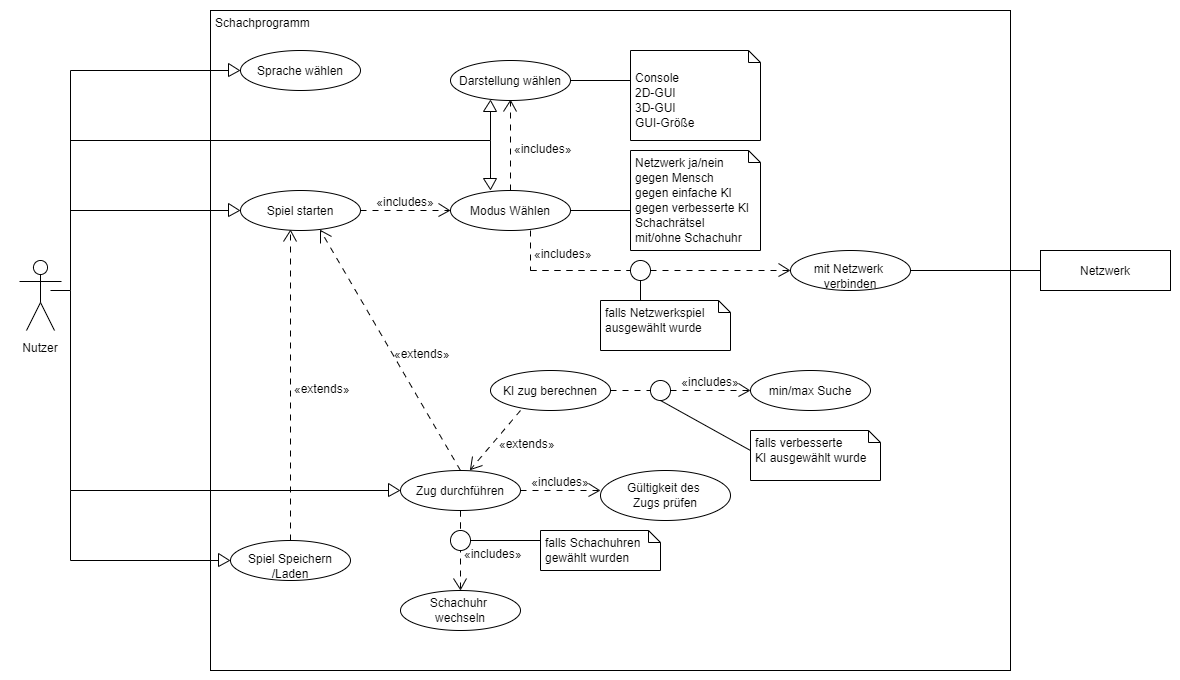 Schachprogramm
Sprache wählen
Darstellung wählen
Console
2D-GUI
3D-GUI
GUI-Größe
«includes»
Netzwerk ja/nein
gegen Mensch
gegen einfache KI
gegen verbesserte KI
Schachrätsel
mit/ohne Schachuhr
Spiel starten
«includes»
Modus Wählen
«includes»
mit Netzwerk
verbinden
Netzwerk
falls Netzwerkspiel
ausgewählt wurde
Nutzer
«extends»
«extends»
KI zug berechnen
«includes»
min/max Suche
falls verbesserte
KI ausgewählt wurde
«extends»
Zug durchführen
«includes»
Gültigkeit des
Zugs prüfen
falls Schachuhren
gewählt wurden
«includes»
Spiel Speichern
/Laden
Schachuhr
wechseln